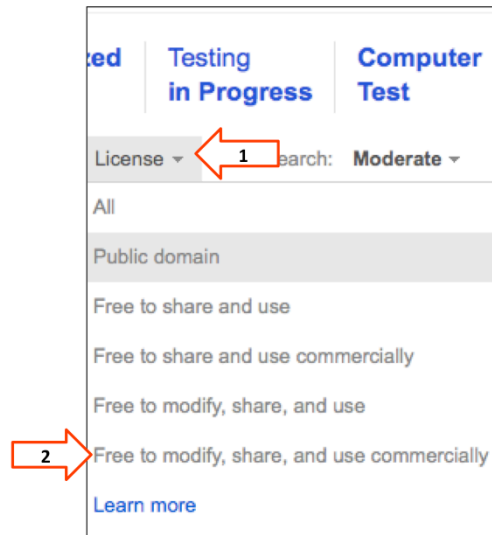 zed Testing Computer
in Progress Test
License 1 earch: Moderate
All
Public domain
Free to share and use
Free to share and use commercially
Free to modify, share, and use
2 Free to modify, share, and use commercially
Learn more